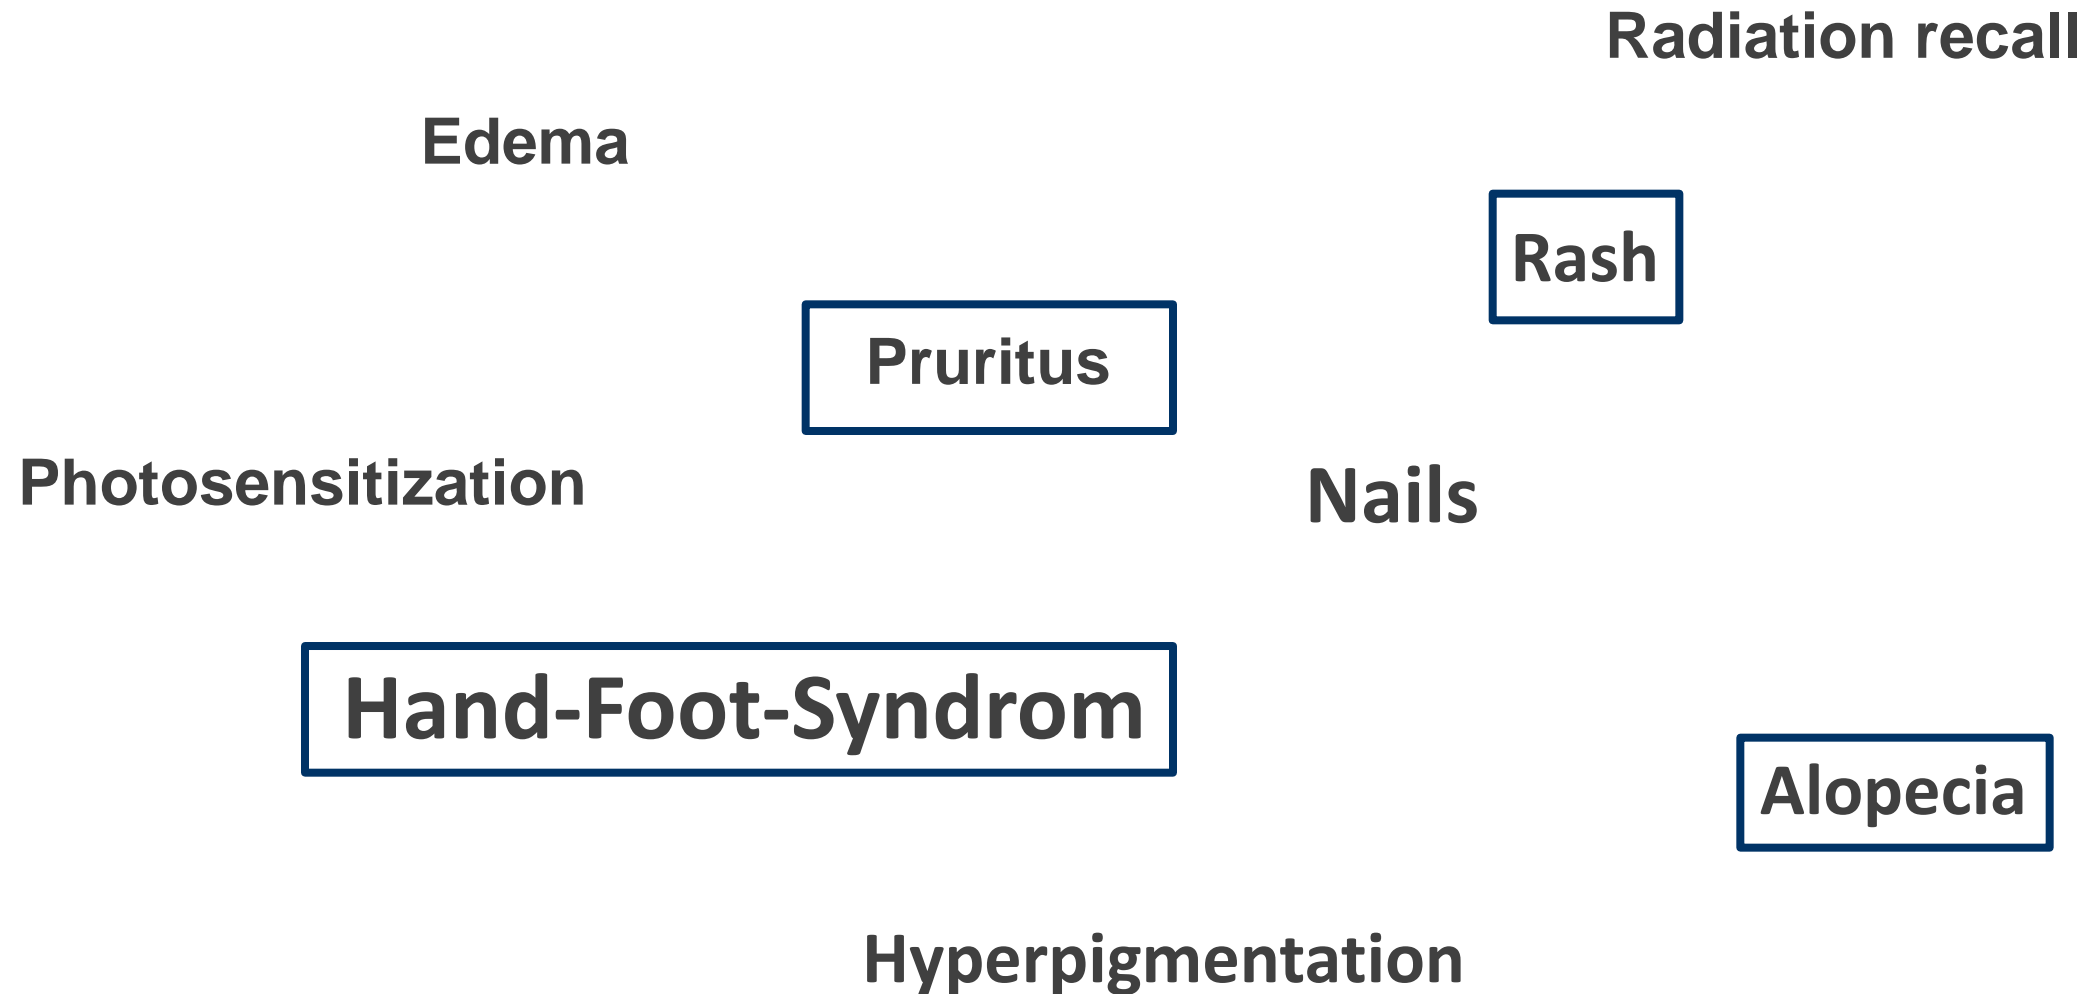 Radiation recall
Edema
Rash
Pruritus
Photosensitization
Nails
Hand-Foot-Syndrom
Alopecia
Hyperpigmentation